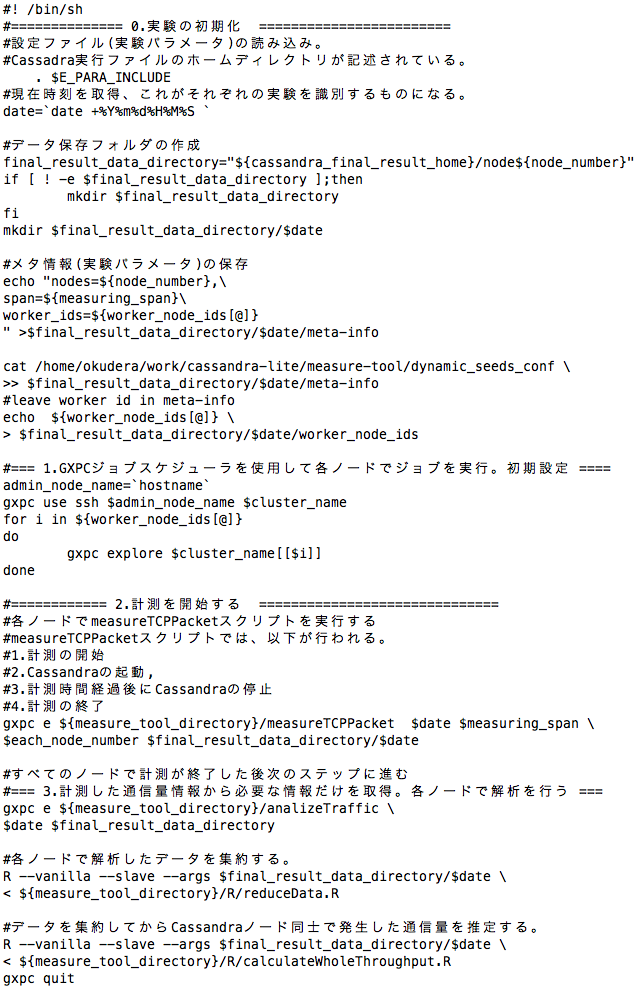 #! /bin/sh
#============== 0.実験の初期化  ========================
#設定ファイル(実験パラメータ)の読み込み。
#Cassadra実行ファイルのホームディレクトリが記述されている。
    . $E_PARA_INCLUDE
#現在時刻を取得、これがそれぞれの実験を識別するものになる。
date=`date +%Y%m%d%H%M%S `

#データ保存フォルダの作成
final_result_data_directory="${cassandra_final_result_home}/node${node_number}"
if [ ! -e $final_result_data_directory ];then
        mkdir $final_result_data_directory
fi
mkdir $final_result_data_directory/$date

#メタ情報(実験パラメータ)の保存
echo "nodes=${node_number},\
span=${measuring_span}\
worker_ids=${worker_node_ids[@]}
" >$final_result_data_directory/$date/meta-info

cat /home/okudera/work/cassandra-lite/measure-tool/dynamic_seeds_conf \
>> $final_result_data_directory/$date/meta-info
#leave worker id in meta-info
echo  ${worker_node_ids[@]} \
> $final_result_data_directory/$date/worker_node_ids

#=== 1.GXPCジョブスケジューラを使用して各ノードでジョブを実行。初期設定 ====
admin_node_name=`hostname`
gxpc use ssh $admin_node_name $cluster_name
for i in ${worker_node_ids[@]}
do
        gxpc explore $cluster_name[[$i]]
done

#============ 2.計測を開始する  ==============================
#各ノードでmeasureTCPPacketスクリプトを実行する
#measureTCPPacketスクリプトでは、以下が行われる。
#1.計測の開始
#2.Cassandraの起動,
#3.計測時間経過後にCassandraの停止
#4.計測の終了
gxpc e ${measure_tool_directory}/measureTCPPacket  $date $measuring_span \
$each_node_number $final_result_data_directory/$date

#すべてのノードで計測が終了した後次のステップに進む
#=== 3.計測した通信量情報から必要な情報だけを取得。各ノードで解析を行う ===
gxpc e ${measure_tool_directory}/analizeTraffic \
$date $final_result_data_directory

#各ノードで解析したデータを集約する。
R --vanilla --slave --args $final_result_data_directory/$date \
< ${measure_tool_directory}/R/reduceData.R

#データを集約してからCassandraノード同士で発生した通信量を推定する。
R --vanilla --slave --args $final_result_data_directory/$date \
< ${measure_tool_directory}/R/calculateWholeThroughput.R
gxpc quit